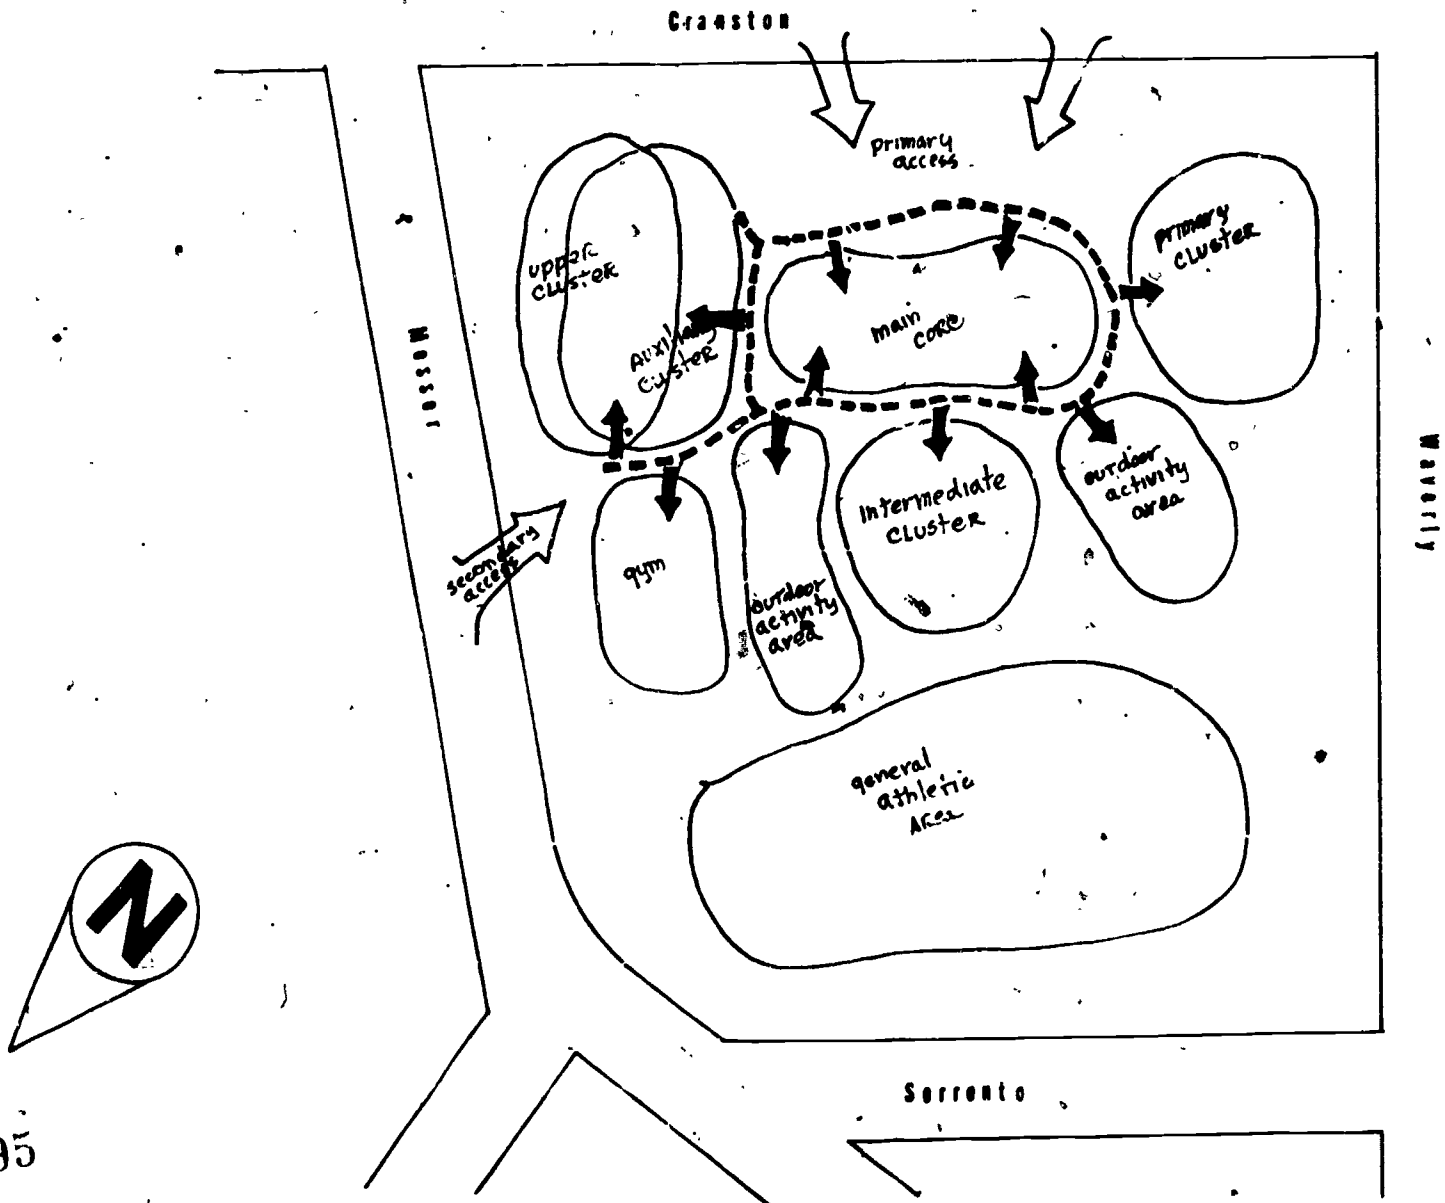 Cranston
primary
access
primary
CLUSTER
upper
CLUSTER
main
CORE
Auxiliary
CLUSTER
Messer
outdoor
activity
area
Intermediate
CLUSTER
Waverly
secondary
access
gym
outdoor
activity
area
general
athletic
Area
N
Sorrento
95